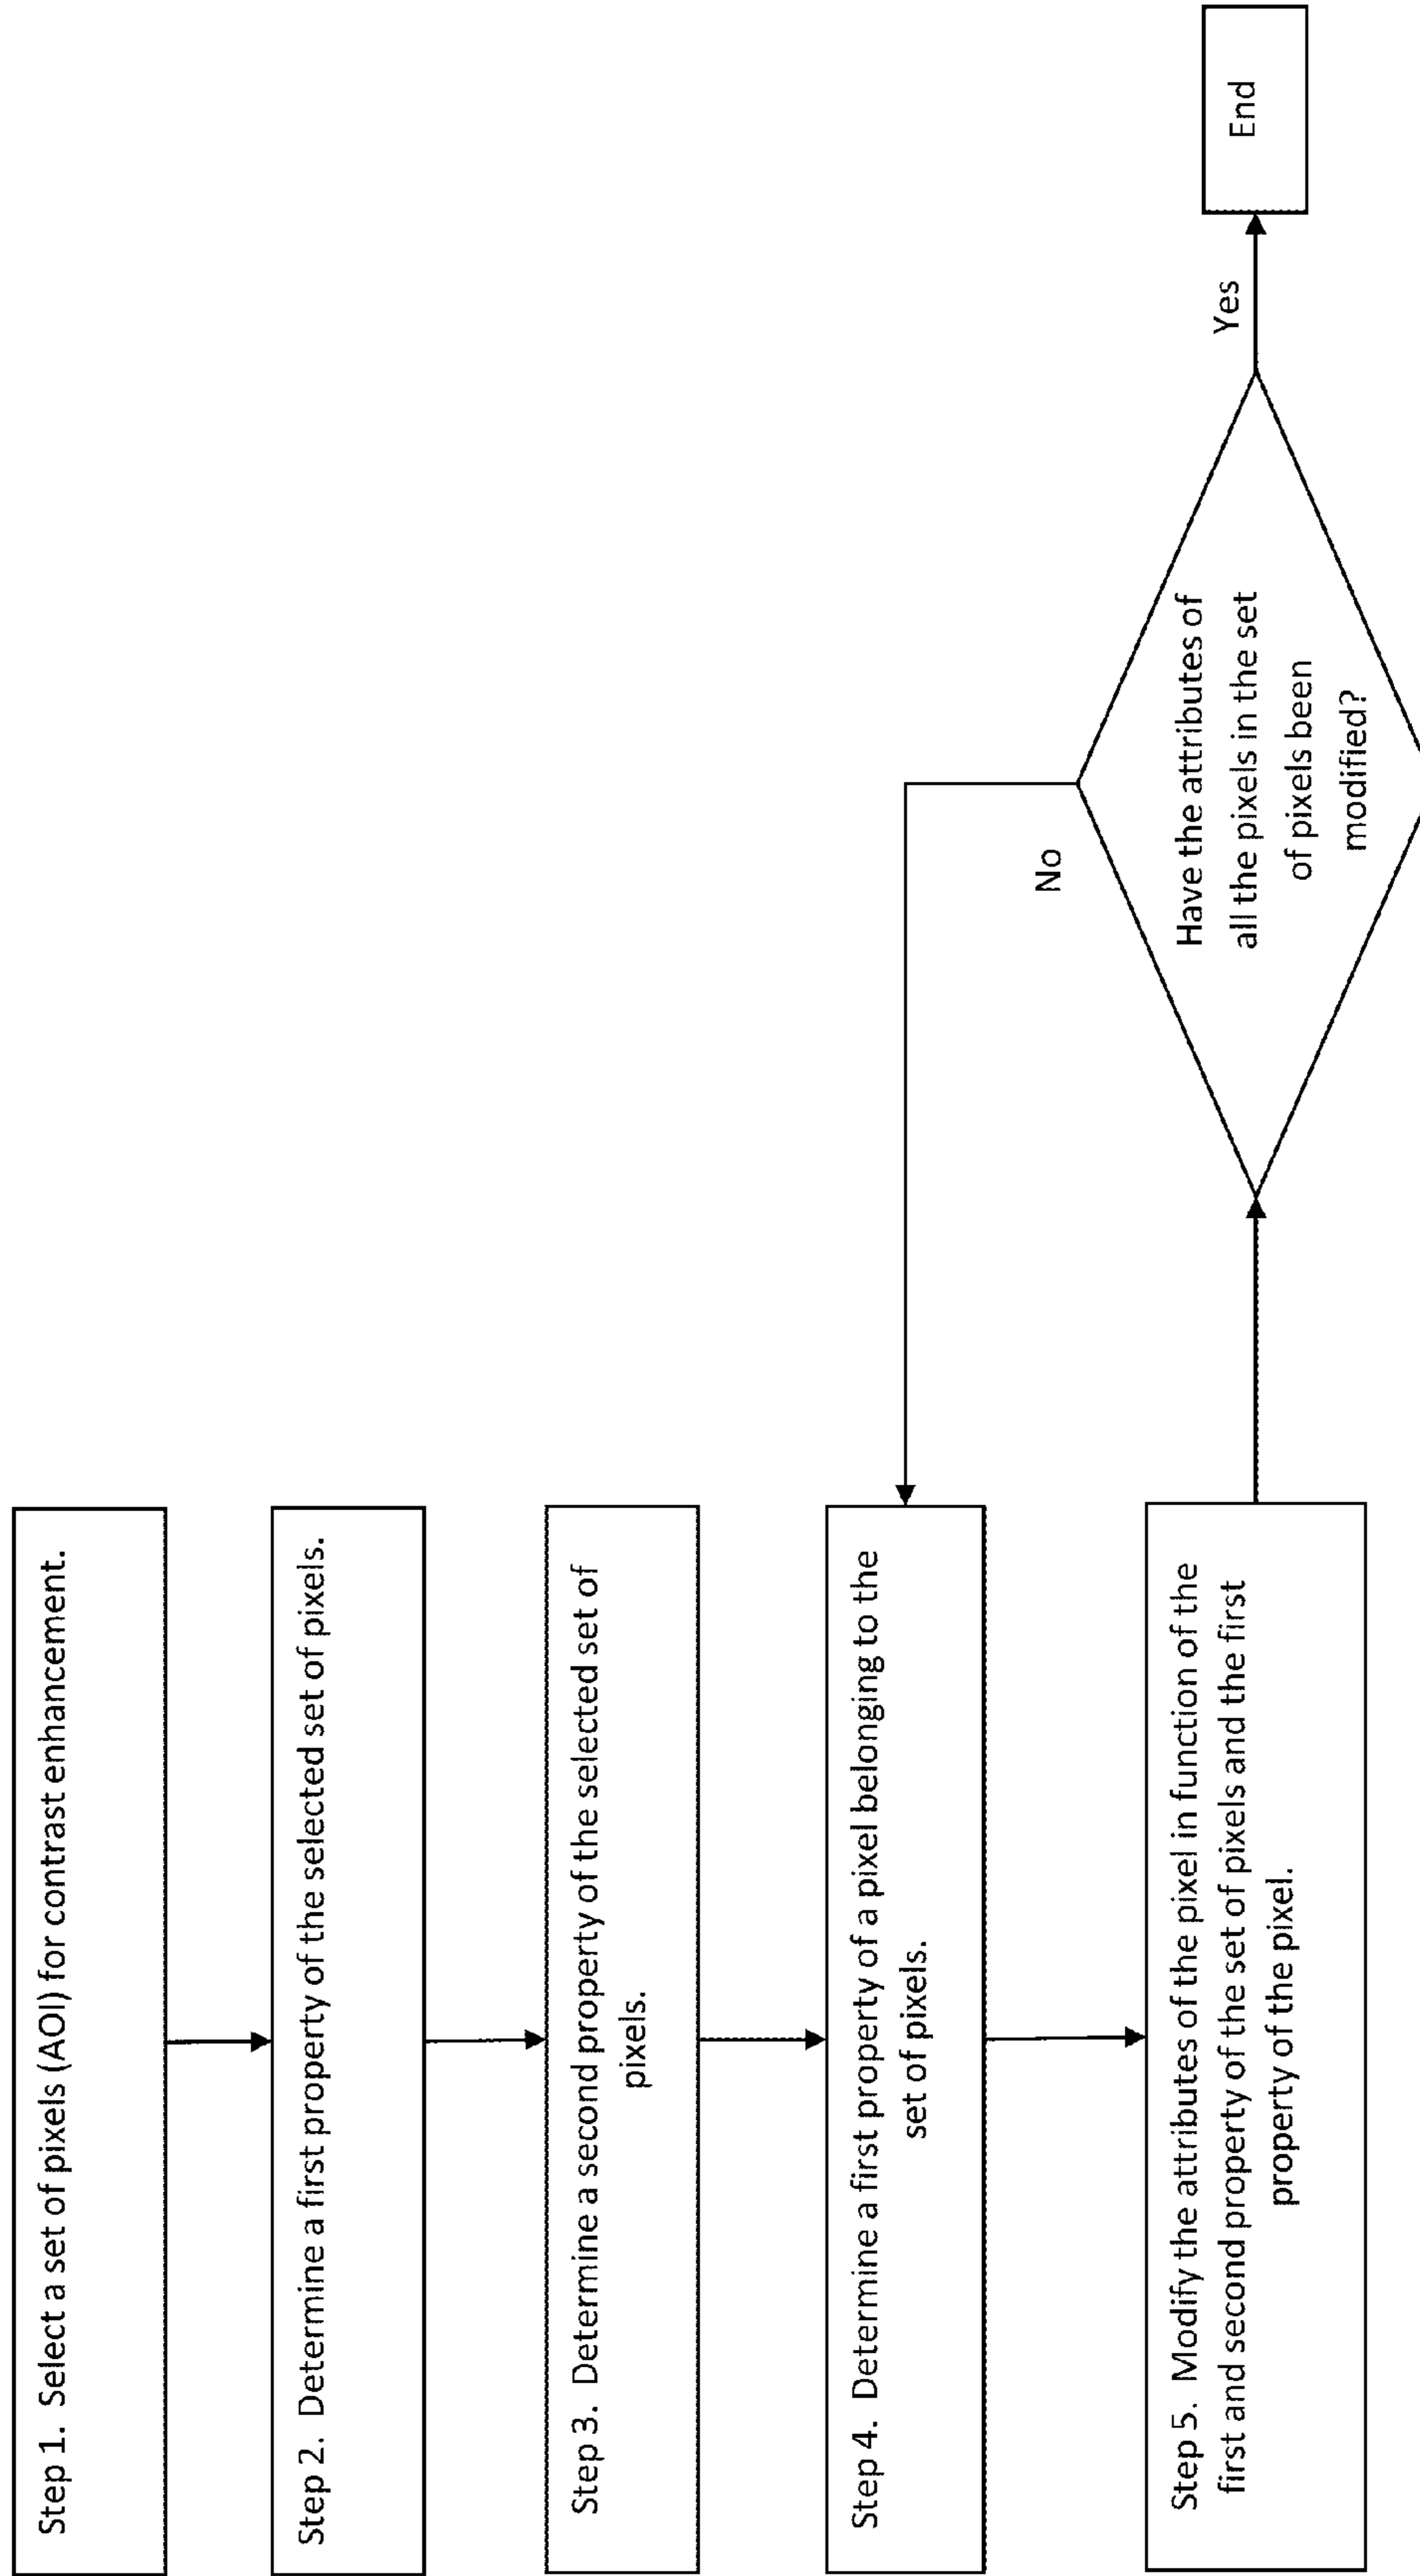 Step 1.  Select a set of pixels (AOI) for contrast enhancement.
Step 2.  Determine a first property of the selected set of pixels.
Step 3.  Determine a second property of the selected set of
pixels.
Step 4.  Determine a first property of a pixel belonging to the
set of pixels.
Step 5.  Modify the attributes of the pixel in function of the
first and second property of the set of pixels and the first
property of the pixel.
No
Have the attributes of
all the pixels in the set
of pixels been
modified?
Yes
End